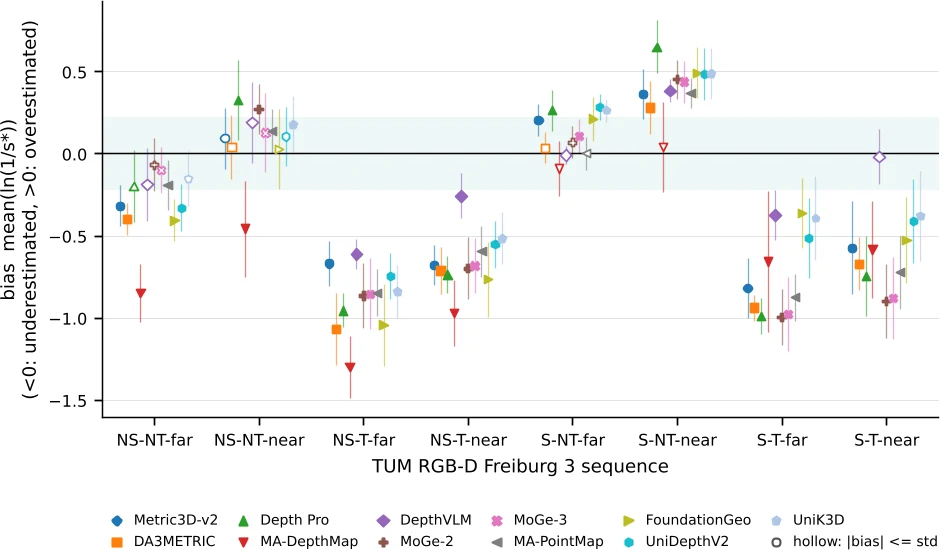 bias mean(ln(1/s*))
(<0: underestimated, >0: overestimated)
0.5
0.0
−0.5
−1.0
−1.5
NS-NT-far NS-NT-near NS-T-far NS-T-near S-NT-far S-NT-near S-T-far S-T-near
TUM RGB-D Freiburg 3 sequence
Metric3D-v2 Depth Pro DepthVLM MoGe-3 FoundationGeo UniK3D
DA3METRIC MA-DepthMap MoGe-2 MA-PointMap UniDepthV2 hollow: |bias| <= std